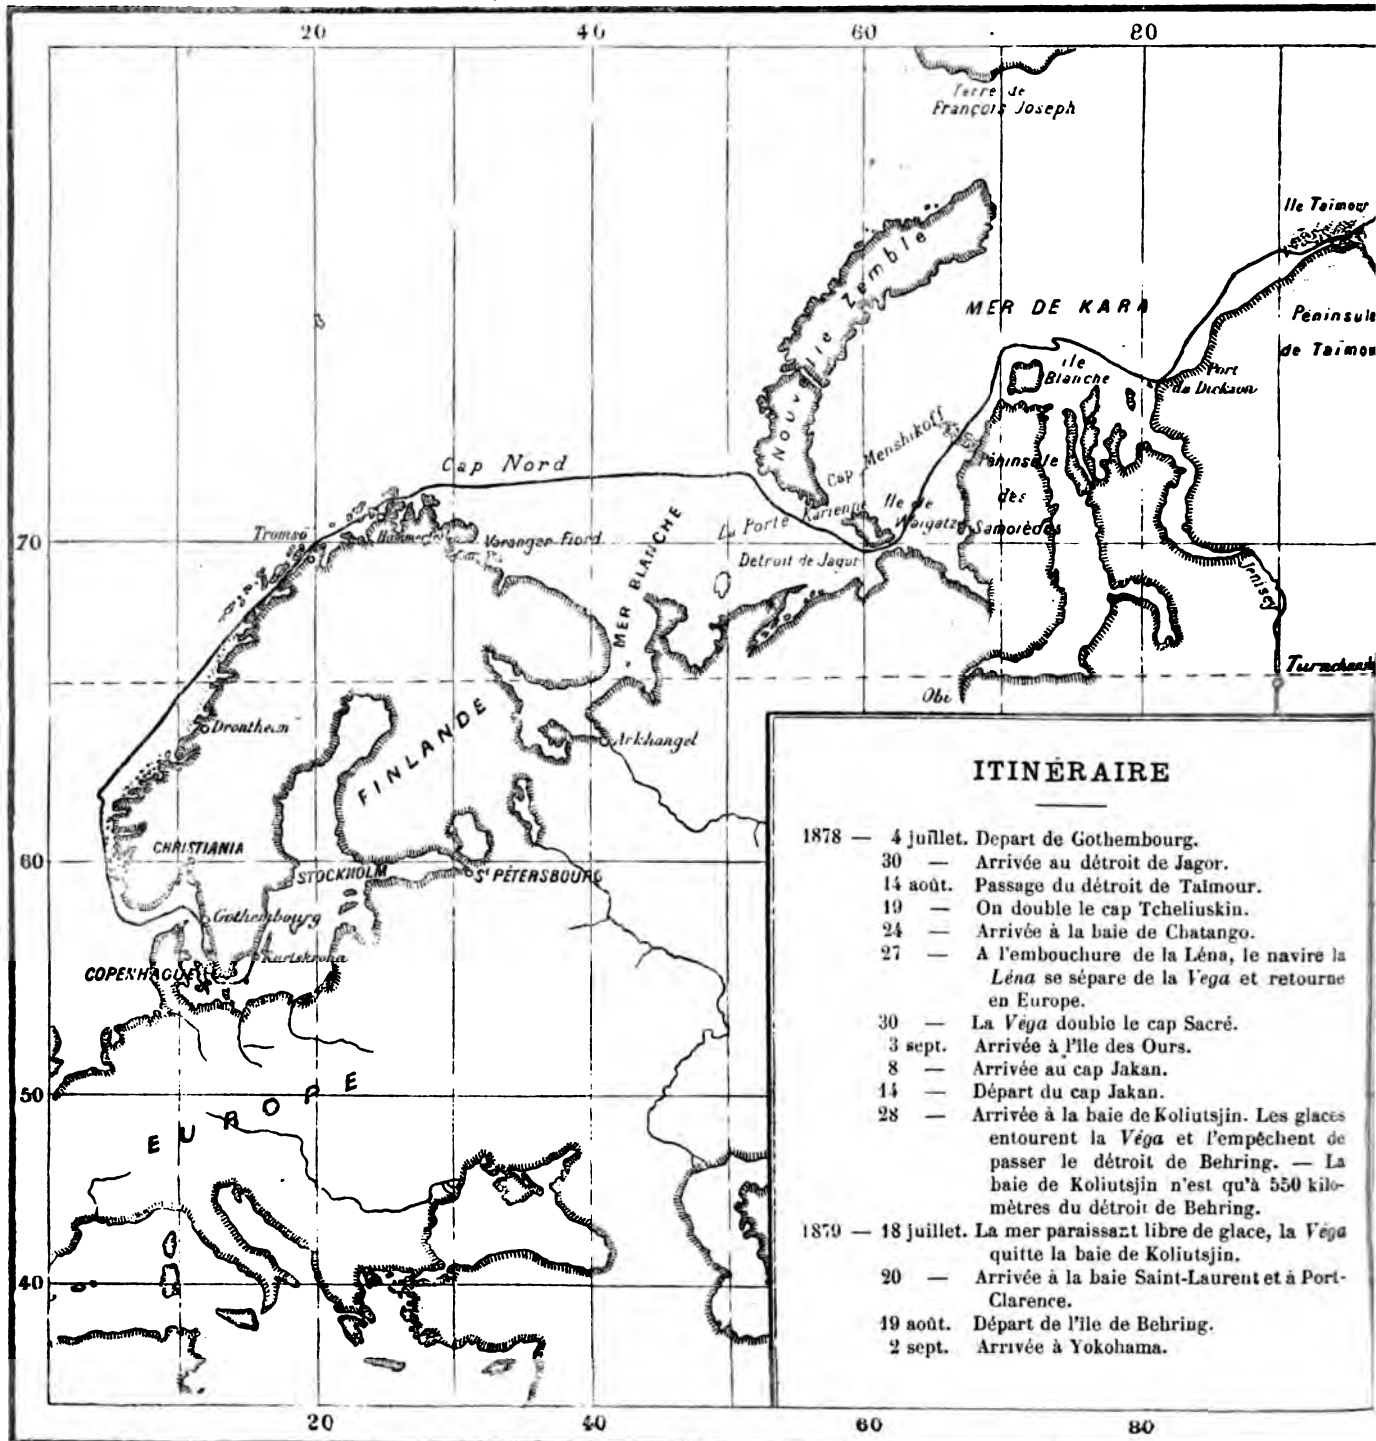 20 40 60 80
Terre de
François Joseph
Ile Taïmour
Nouvelle Zemble
MER DE KARA
Péninsule
de Taïmou
île
Blanche
Port
du Dickson
Cap Menshikoff
Cap Nord
Péninsule
des
Samoièdes
La Porte Karienne
Ile de
Waigatz
Tromsö
Hammerfest
Varanger-Fiord
MER BLANCHE
70
Detroit de Jagor
Jenisey
Turuchansk
Obi
Drontheim
FINLANDE
Arkhangel
CHRISTIANIA
60
STOCKHOLM
St PÉTERSBOURG
Gothembourg
Karlskrona
COPENHAGUE
50
EUROPE
40
ITINÉRAIRE
1878 — 4 juillet. Depart de Gothembourg.
30 — Arrivée au détroit de Jagor.
14 août. Passage du détroit de Taïmour.
19 — On double le cap Tcheliuskin.
24 — Arrivée à la baie de Chatango.
27 — A l'embouchure de la Léna, le navire la
Léna se sépare de la Vega et retourne
en Europe.
30 — La Véga double le cap Sacré.
3 sept. Arrivée à l'île des Ours.
8 — Arrivée au cap Jakan.
14 — Départ du cap Jakan.
28 — Arrivée à la baie de Koliutsjin. Les glaces
entourent la Véga et l'empêchent de
passer le détroit de Behring. — La
baie de Koliutsjin n'est qu'à 550 kilo-
mètres du détroit de Behring.
1879 — 18 juillet. La mer paraissant libre de glace, la Véga
quitte la baie de Koliutsjin.
20 — Arrivée à la baie Saint-Laurent et à Port-
Clarence.
19 août. Départ de l'île de Behring.
2 sept. Arrivée à Yokohama.
20 40 60 80